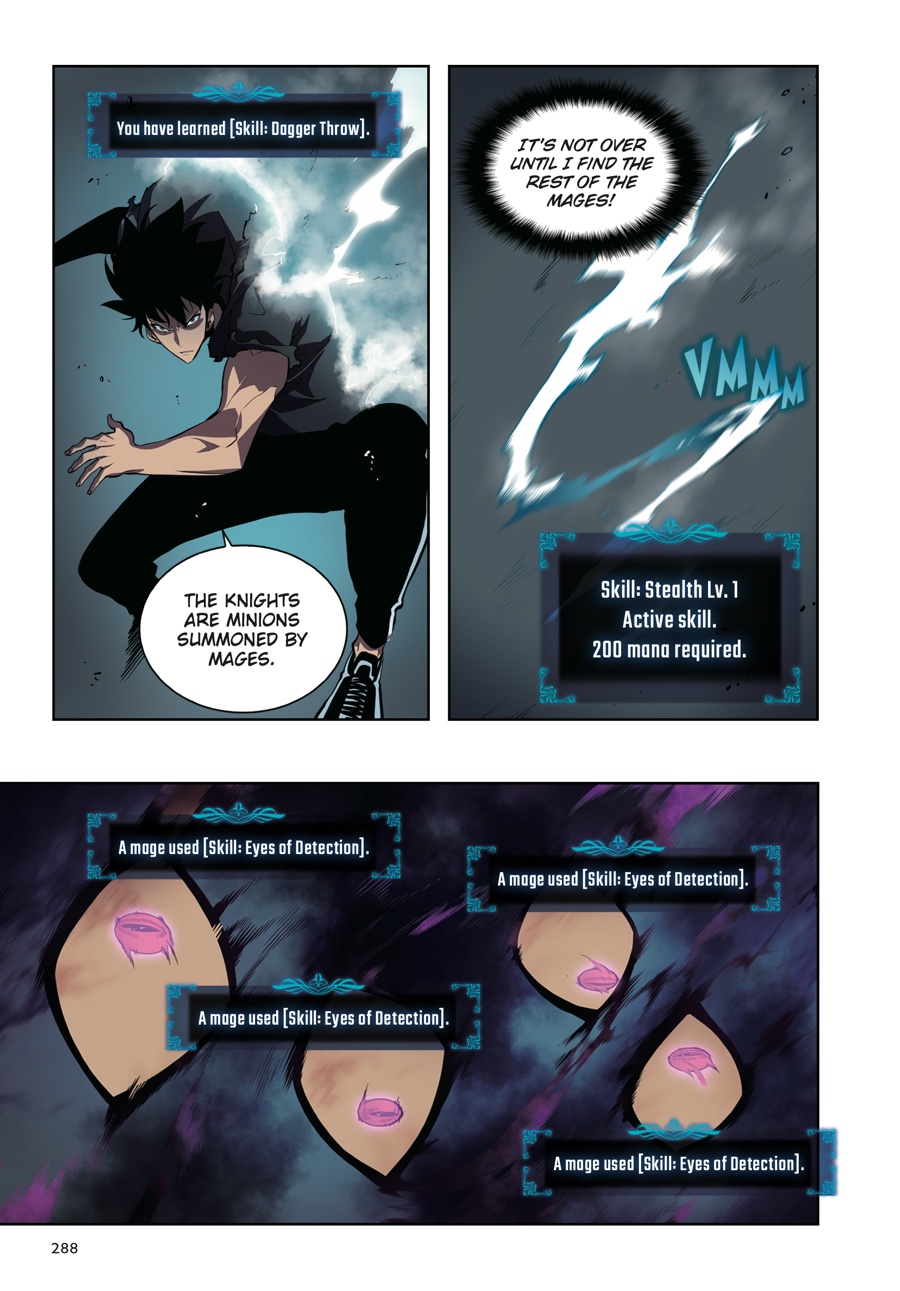 You have learned [Skill: Dagger Throw].
THE KNIGHTS
ARE MINIONS
SUMMONED BY
MAGES.
IT'S NOT OVER
UNTIL I FIND THE
REST OF THE
MAGES!
VMMM
Skill: Stealth Lv. 1
Active skill.
200 mana required.
A mage used [Skill: Eyes of Detection].
A mage used [Skill: Eyes of Detection].
A mage used [Skill: Eyes of Detection].
A mage used [Skill: Eyes of Detection].
288